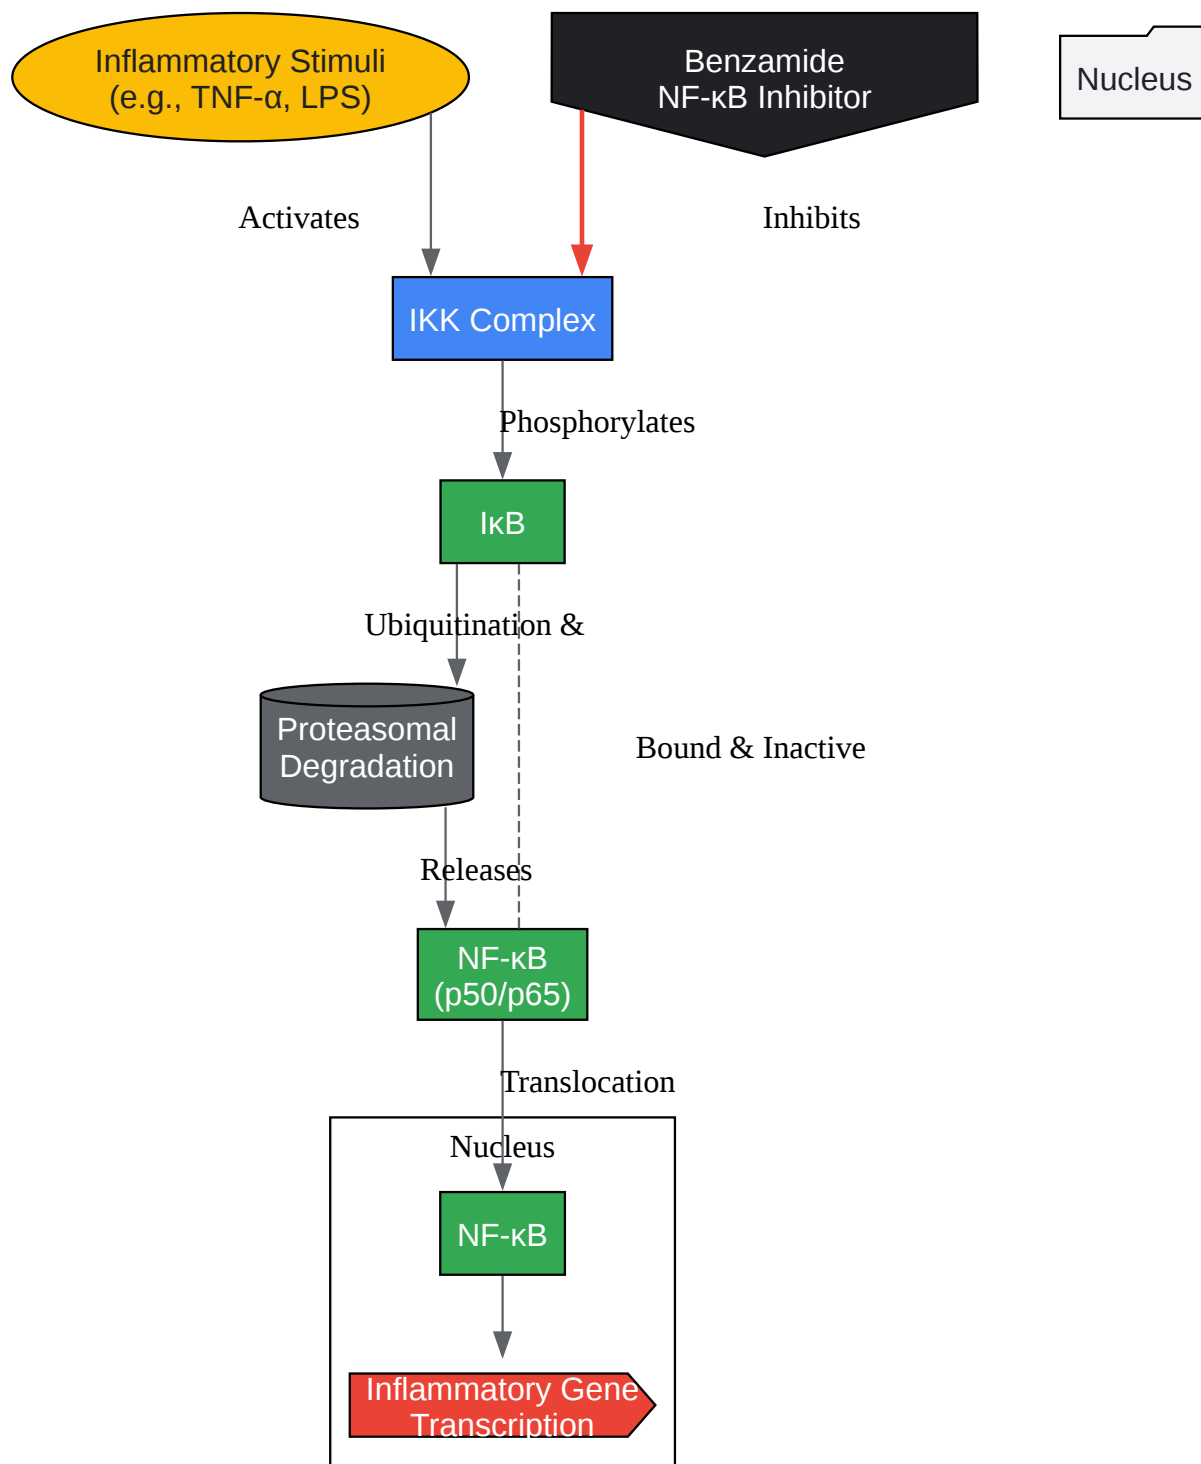 Inflammatory Stimuli
(e.g., TNF-α, LPS)
Benzamide
NF-κB Inhibitor
Nucleus
Activates
Inhibits
IKK Complex
Phosphorylates
IκB
Ubiquitination &
Proteasomal
Degradation
Bound & Inactive
Releases
NF-κB
(p50/p65)
Translocation
Nucleus
NF-κB
Inflammatory Gene
Transcription